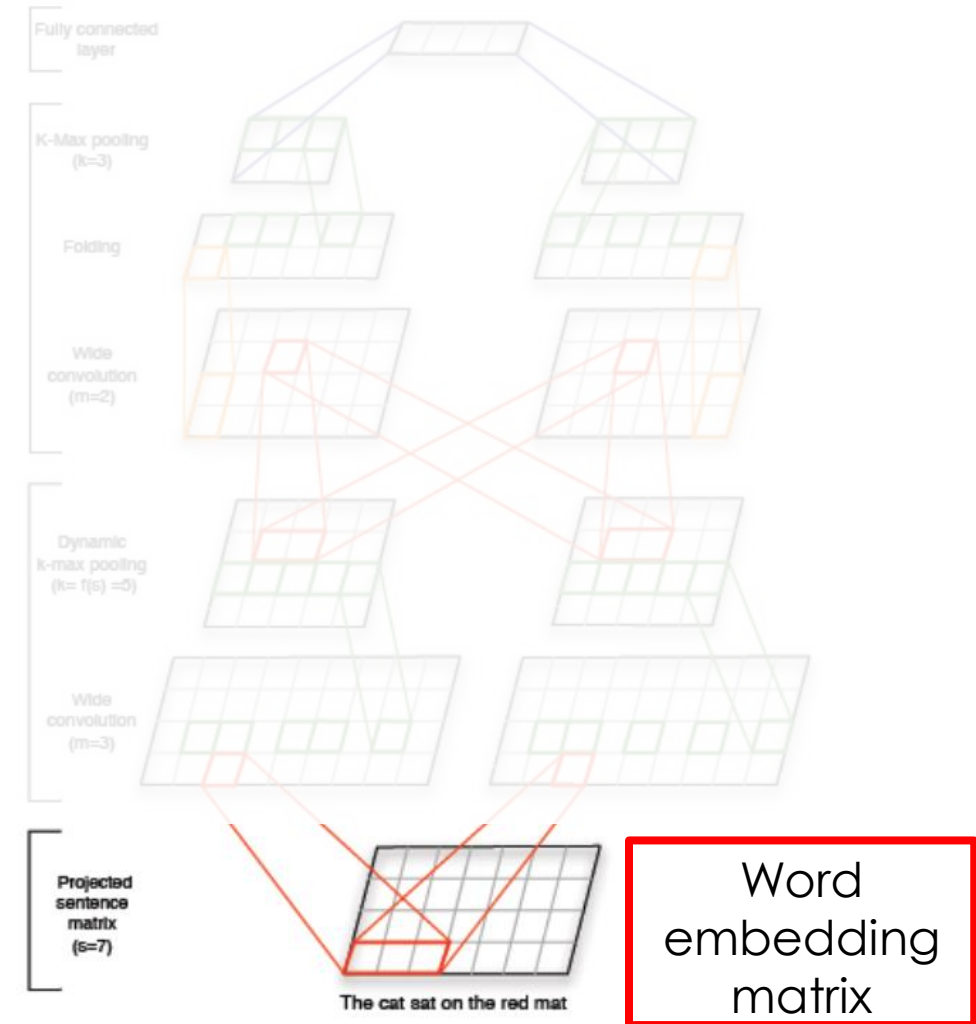 Fully connected
layer
K-Max pooling
(k=3)
Folding
Wide
convolution
(m=2)
Dynamic
k-max pooling
(k= f(s) =5)
Wide
convolution
(m=3)
Projected
sentence
matrix
(s=7)
The cat sat on the red mat
Word
embedding
matrix